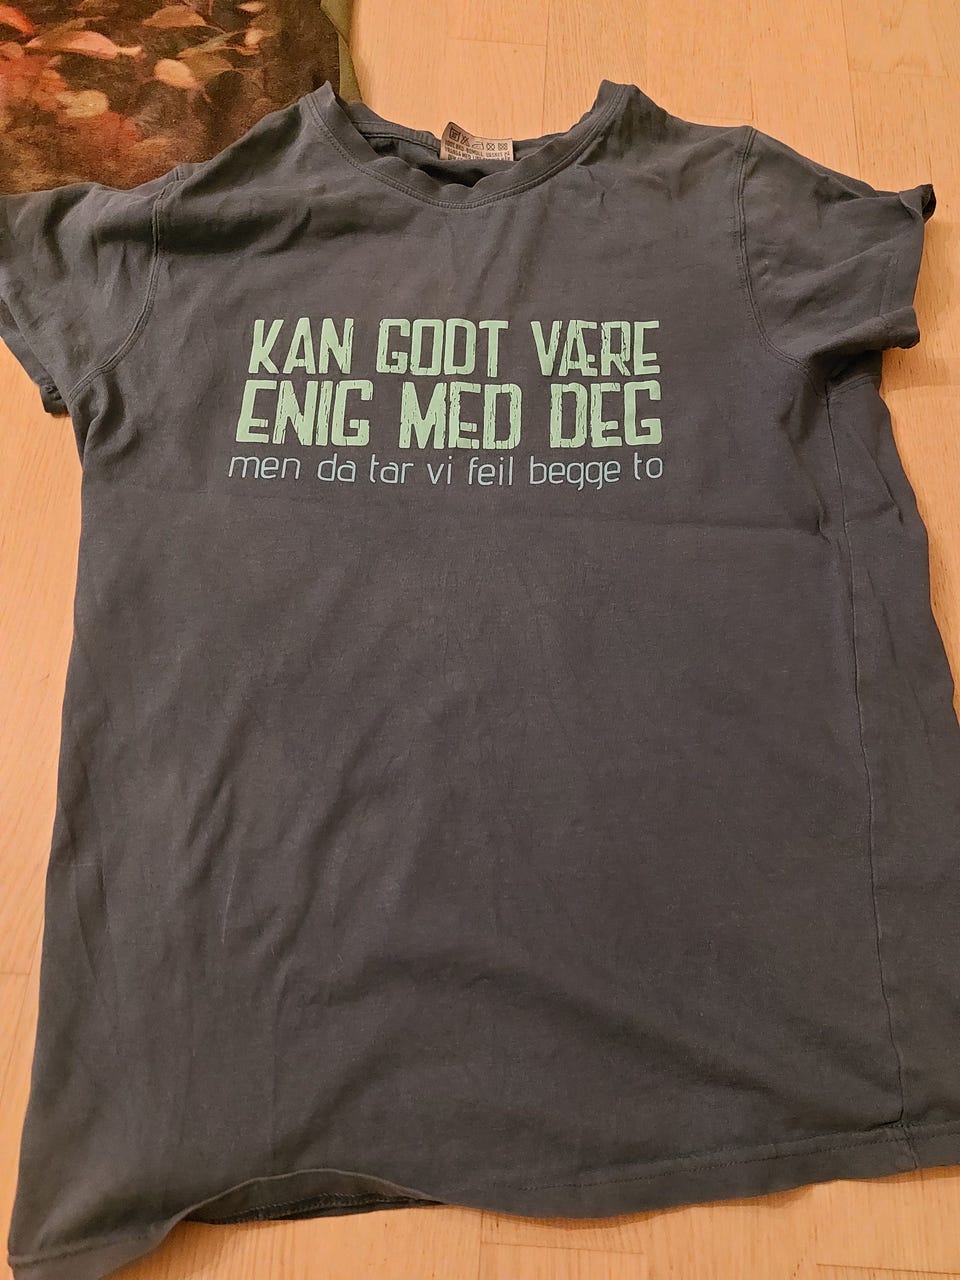 KAN GODT VÆRE
ENIG MED DEG
men da tar vi feil begge to